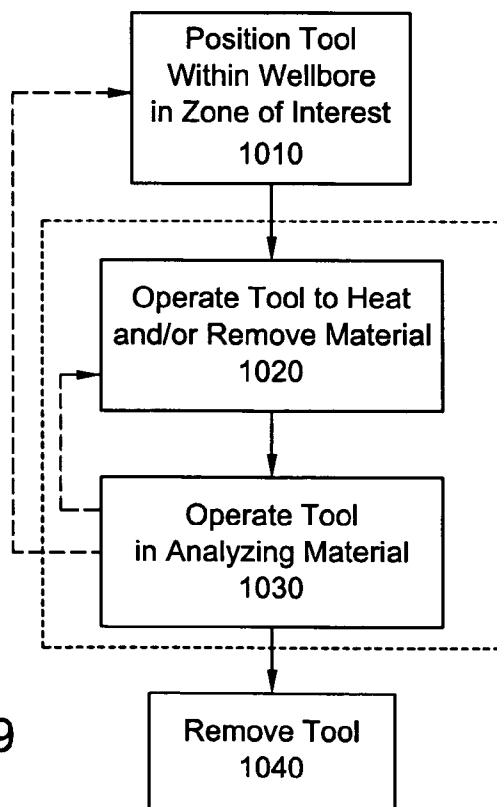 Position Tool
Within Wellbore
in Zone of Interest
1010
Operate Tool to Heat
and/or Remove Material
1020
Operate Tool
in Analyzing Material
1030
9
Remove Tool
1040